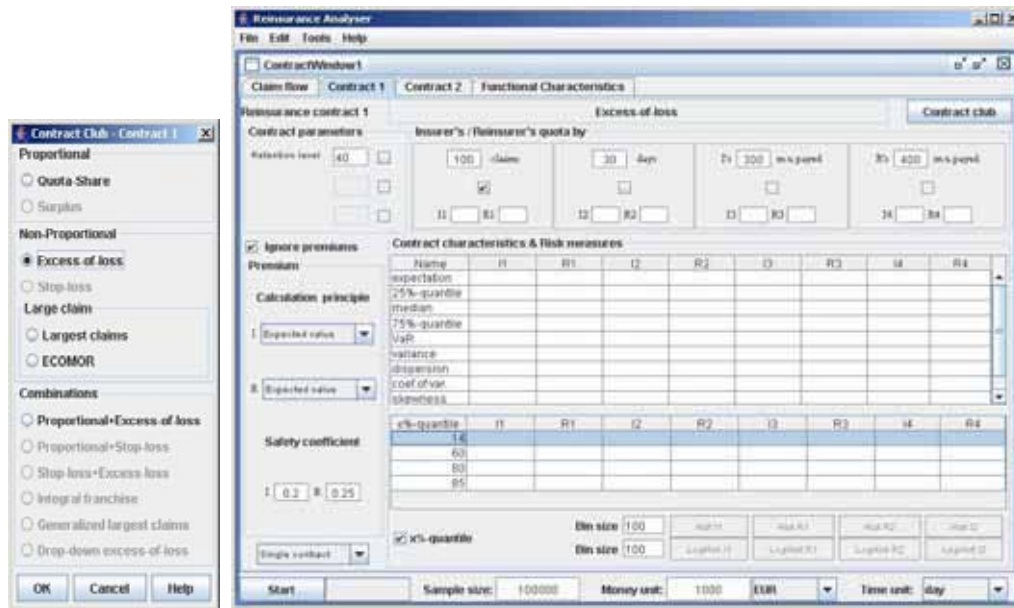 Contract Club - Contract 1
Proportional
Quota-Share
Surplus
Non-Proportional
Excess of loss
Stop-loss
Large claim
Largest claims
ECOMOR
Combinations
Proportional+Excess-of-loss
Proportional+Stop-loss
Stop-loss+Excess-loss
Integral franchise
Generalized largest claims
Drop-down excess-of-loss
OK Cancel Help
Reinsurance Analyser
File Edit Tools Help
ContractWindow1
Claim flow Contract 1 Contract 2 Functional Characteristics
Reinsurance contract 1 Excess-of-loss Contract club
Contract parameters Insurer's / Reinsurer's quota by
Retention level 40 100 claims 30 days I's 300 m.u.payed R's 400 m.u.payed
I1 R1 I2 R2 I3 R3 I4 R4
Ignore premiums Contract characteristics & Risk measures
Premium Name I1 R1 I2 R2 I3 R3 I4 R4
expectation
25%-quantile
Calculation principle
median
75%-quantile
I: Expected value
VaR
variance
dispersion
R: Expected value
coef.of var.
skewness
x%-quantile I1 R1 I2 R2 I3 R3 I4 R4
Safety coefficient
14
60
80
95
I: 0.2 R: 0.25
x%-quantile Bin size 100
Bin size 100
Single contract
Start Sample size: 100000 Money unit: 1000 EUR Time unit: day